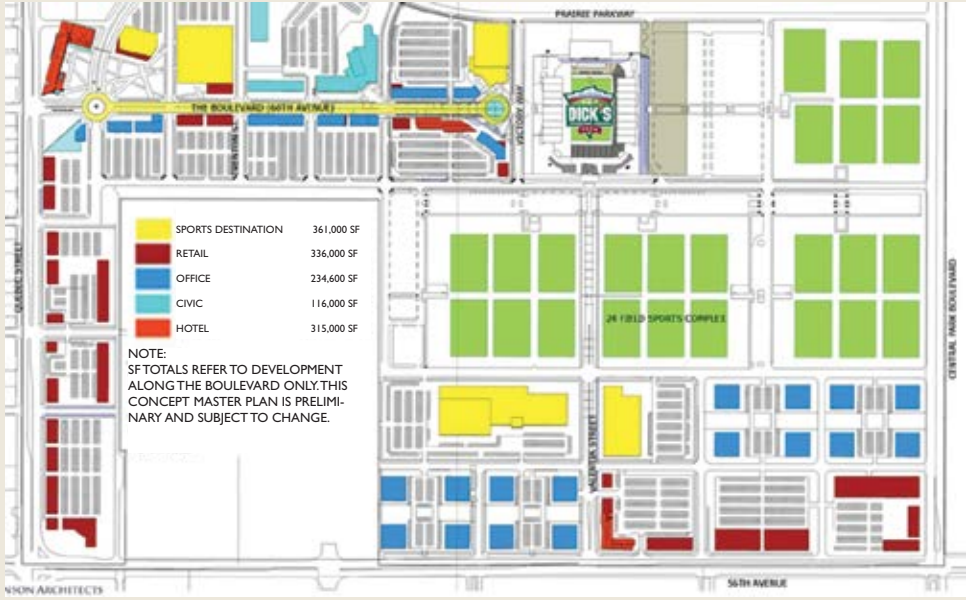 PRAIRIE PARKWAY
THE BOULEVARD (60TH AVENUE)
VICTORY WAY
DICK'S
QUEBEC STREET
SPORTS DESTINATION 361,000 SF
RETAIL 336,000 SF
OFFICE 234,600 SF
CIVIC 116,000 SF
HOTEL 315,000 SF
NOTE:
SF TOTALS REFER TO DEVELOPMENT
ALONG THE BOULEVARD ONLY. THIS
CONCEPT MASTER PLAN IS PRELIMI-
NARY AND SUBJECT TO CHANGE.
24 FIELD SPORTS COMPLEX
CENTRAL PARK BOULEVARD
VALENTIA STREET
56TH AVENUE
NSON ARCHITECTS